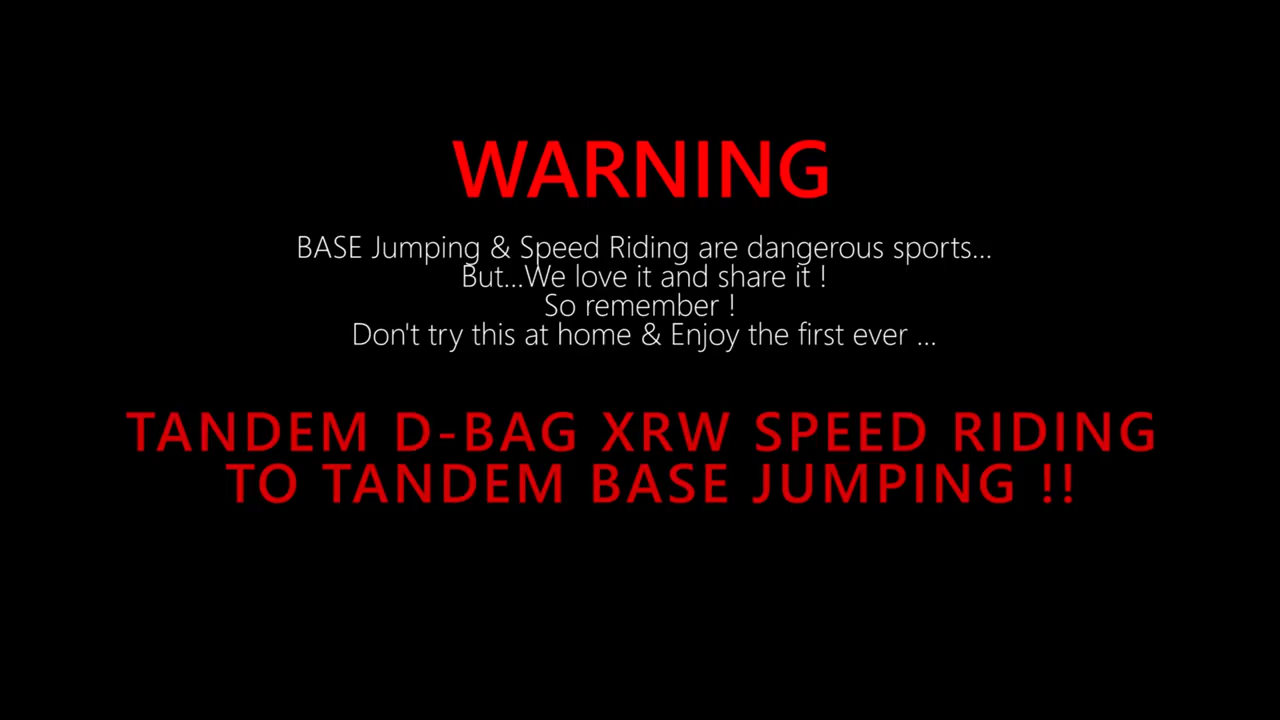 WARNING
BASE Jumping & Speed Riding are dangerous sports...
But...We love it and share it !
So remember !
Don't try this at home & Enjoy the first ever ...
TANDEM D-BAG XRW SPEED RIDING
TO TANDEM BASE JUMPING !!